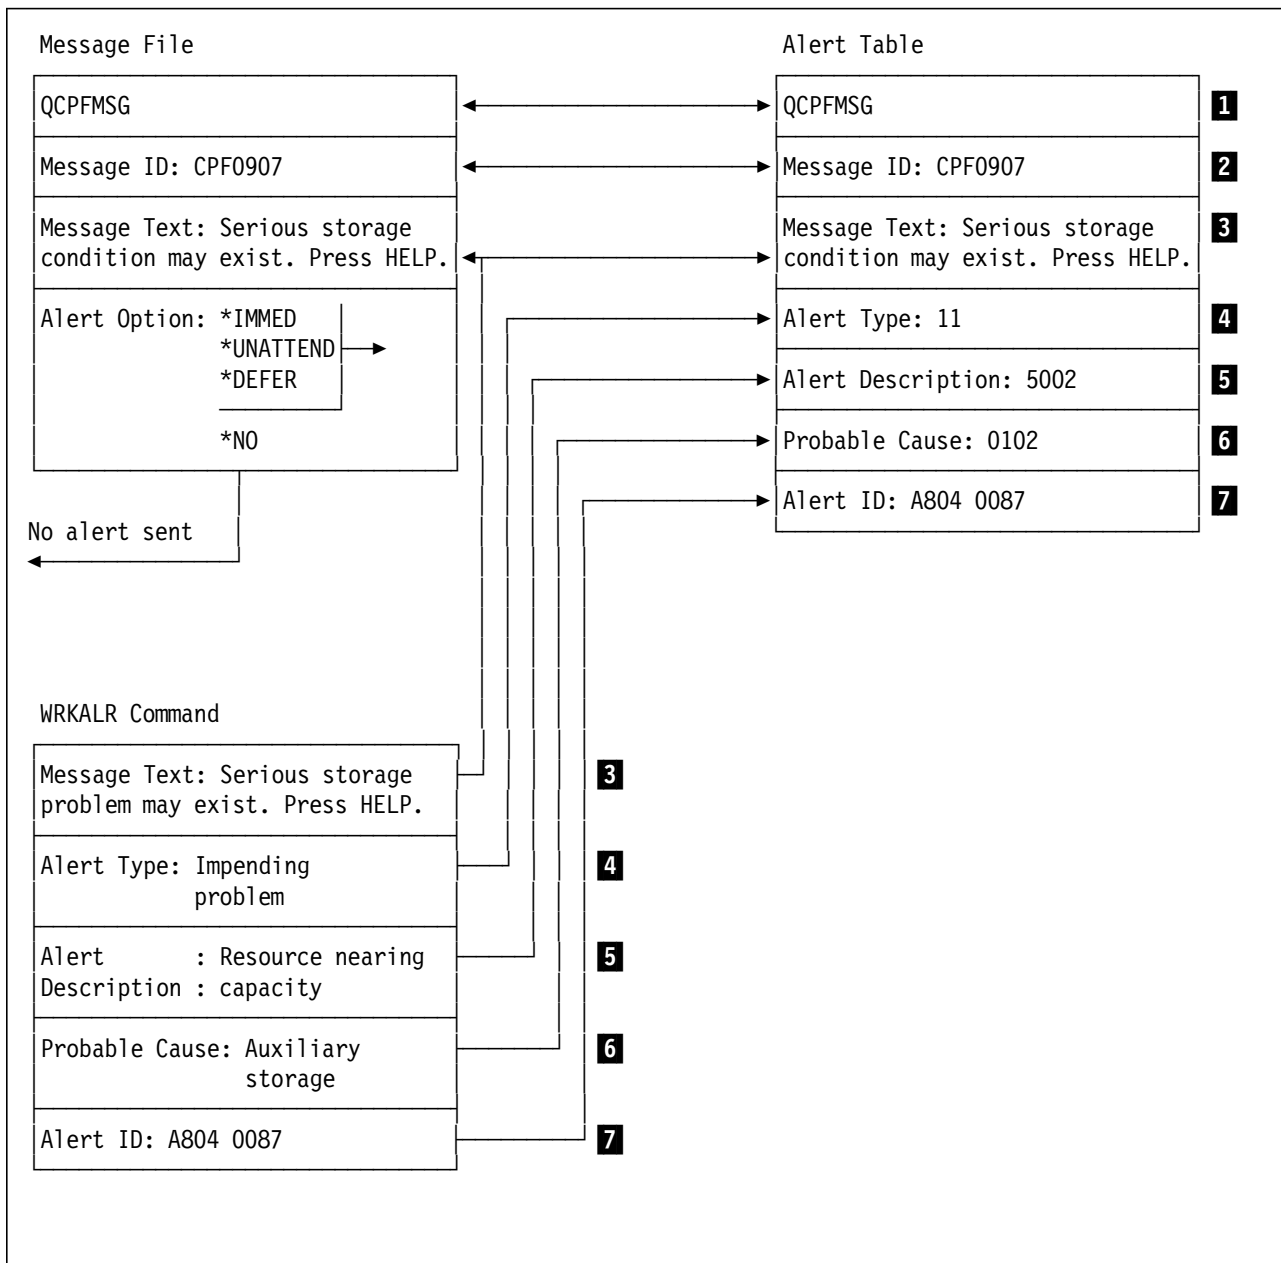 Message File
Alert Table
QCPFMSG
QCPFMSG
1
Message ID: CPF0907
Message ID: CPF0907
2
Message Text: Serious storage
condition may exist. Press HELP.
Message Text: Serious storage
condition may exist. Press HELP.
3
Alert Option: *IMMED
*UNATTEND
*DEFER
*NO
Alert Type: 11
4
Alert Description: 5002
5
Probable Cause: 0102
6
Alert ID: A804 0087
7
No alert sent
WRKALR Command
Message Text: Serious storage
problem may exist. Press HELP.
3
Alert Type: Impending
problem
4
Alert : Resource nearing
Description : capacity
5
Probable Cause: Auxiliary
storage
6
Alert ID: A804 0087
7